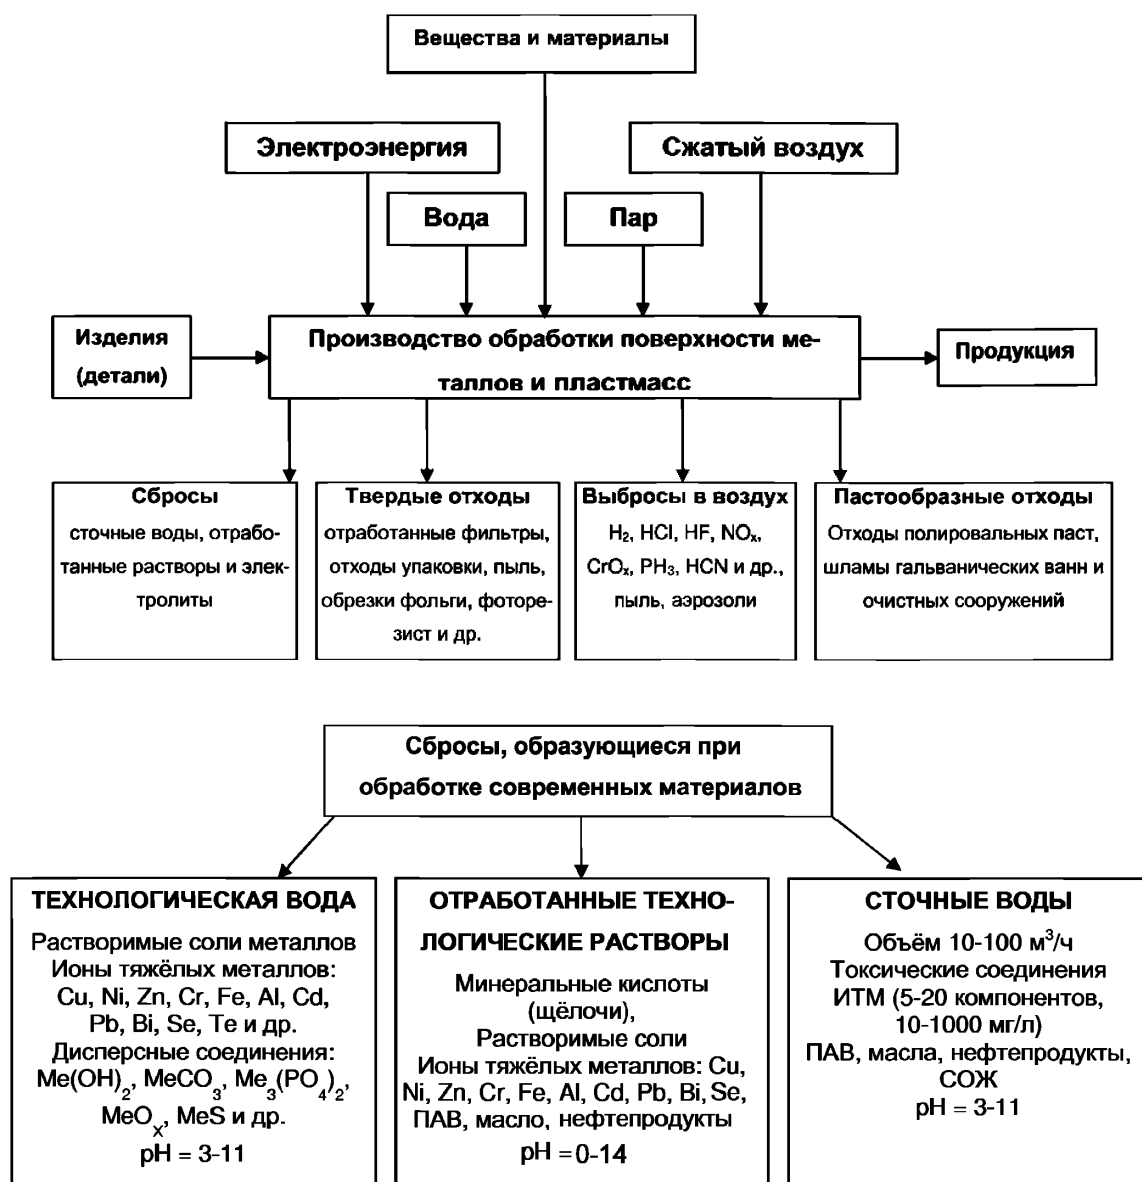 Вещества и материалы
Электроэнергия
Сжатый воздух
Вода
Пар
Изделия
(детали)
Производство обработки поверхности ме-
таллов и пластмасс
Продукция
Сбросы
сточные воды, отрабо-
танные растворы и элек-
тролиты
Твердые отходы
отработанные фильтры,
отходы упаковки, пыль,
обрезки фольги, фоторе-
зист и др.
Выбросы в воздух
H₂, HCl, HF, NOₓ,
CrOₓ, PH₃, HCN и др.,
пыль, аэрозоли
Пастообразные отходы
Отходы полировальных паст,
шламы гальванических ванн и
очистных сооружений
Сбросы, образующиеся при
обработке современных материалов
ТЕХНОЛОГИЧЕСКАЯ ВОДА
Растворимые соли металлов
Ионы тяжёлых металлов:
Cu, Ni, Zn, Cr, Fe, Al, Cd,
Pb, Bi, Se, Te и др.
Дисперсные соединения:
Me(OH)₂, MeCO₃, Me₃(PO₄)₂,
MeOₓ, MeS и др.
pH = 3-11
ОТРАБОТАННЫЕ ТЕХНО-
ЛОГИЧЕСКИЕ РАСТВОРЫ
Минеральные кислоты
(щёлочи),
Растворимые соли
Ионы тяжёлых металлов: Cu,
Ni, Zn, Cr, Fe, Al, Cd, Pb, Bi, Se,
ПАВ, масло, нефтепродукты
pH =0-14
СТОЧНЫЕ ВОДЫ
Объём 10-100 м³/ч
Токсические соединения
ИТМ (5-20 компонентов,
10-1000 мг/л)
ПАВ, масла, нефтепродукты,
СОЖ
pH = 3-11